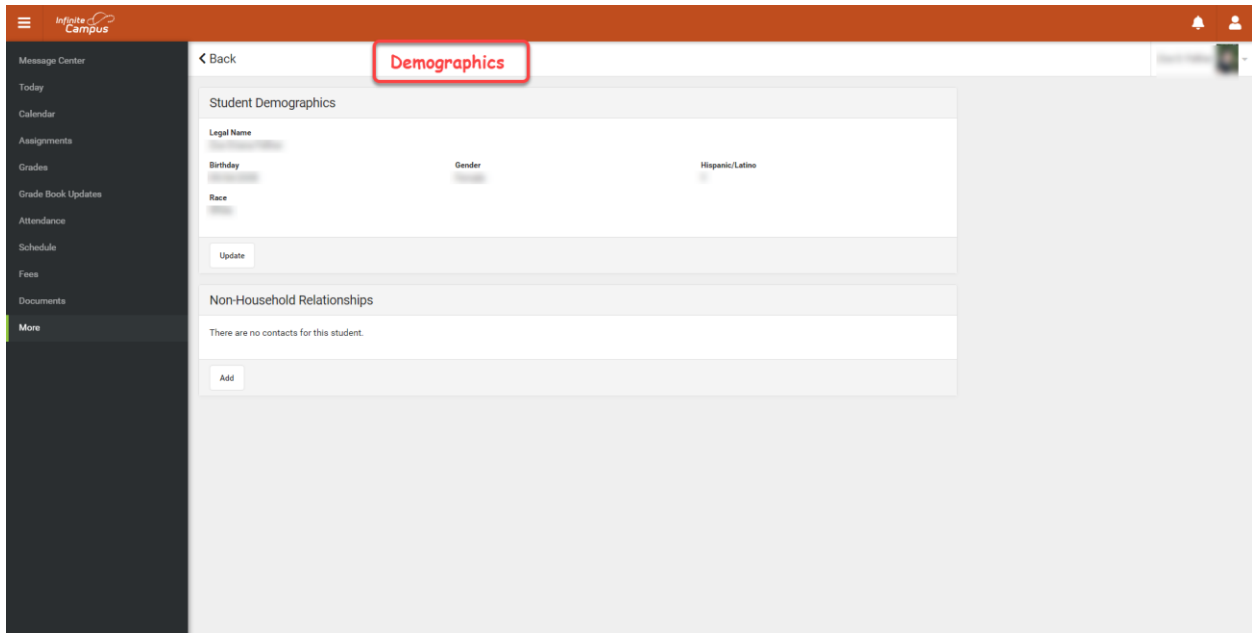 Infinite
Campus
Message Center
Today
Calendar
Assignments
Grades
Grade Book Updates
Attendance
Schedule
Fees
Documents
More
Back
Demographics
Student Demographics
Legal Name
Birthday Gender Hispanic/Latino
Race
Update
Non-Household Relationships
There are no contacts for this student.
Add